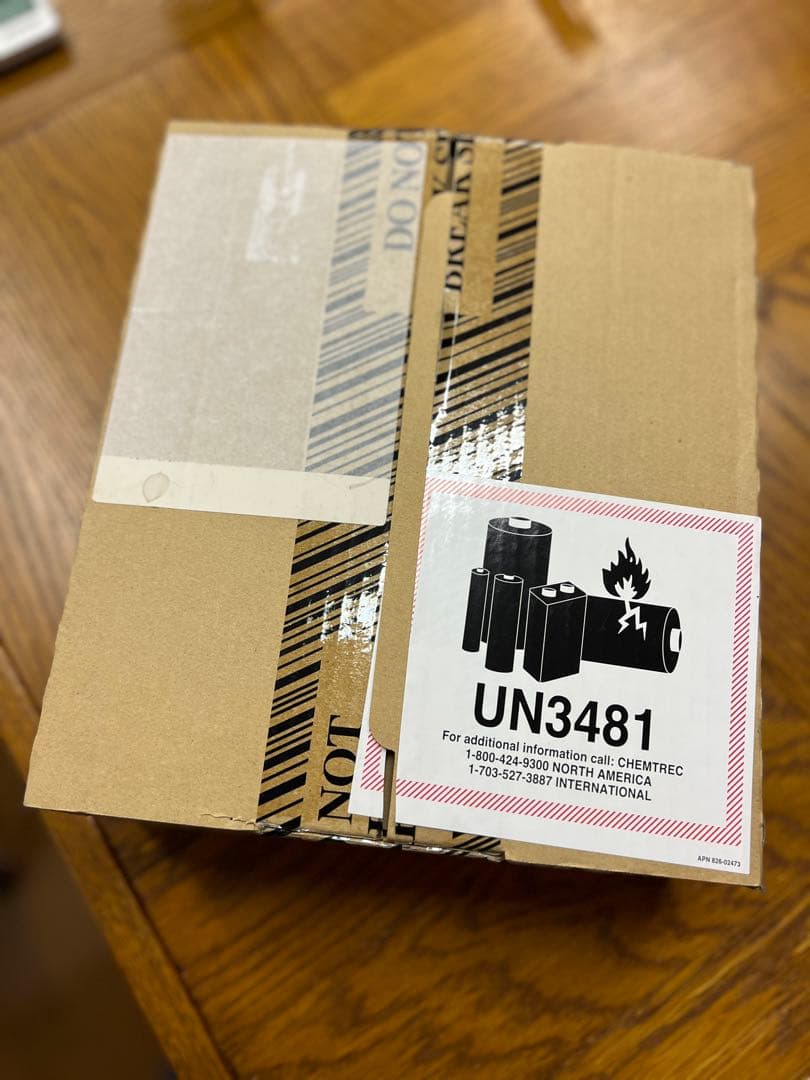 DO NO
BREAK S
NOT
UN3481
For additional information call: CHEMTREC
1-800-424-9300 NORTH AMERICA
1-703-527-3887 INTERNATIONAL
APN 826-02473